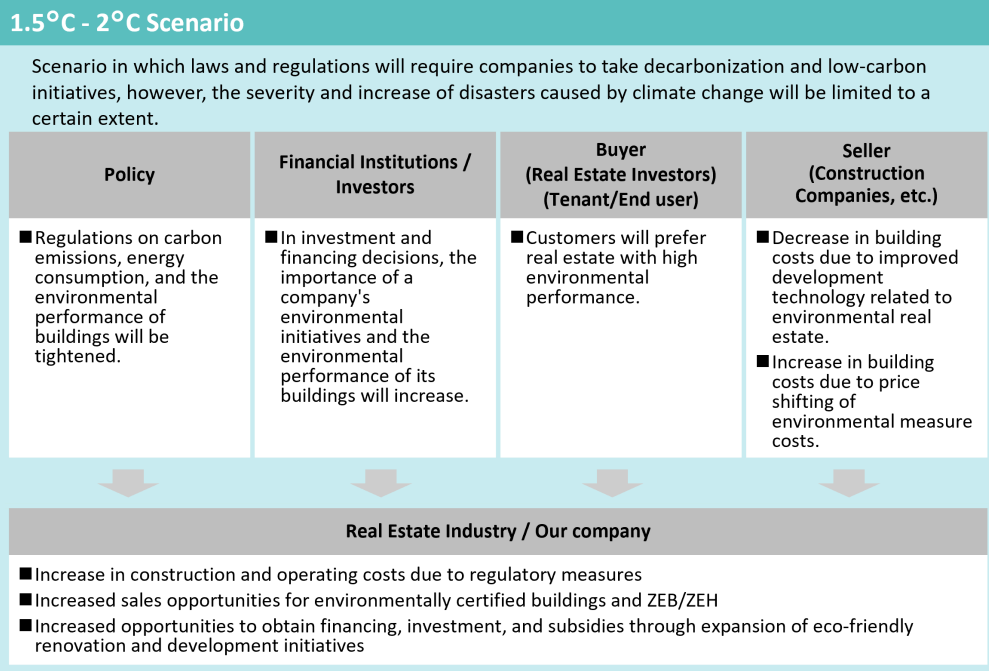 1.5°C - 2°C Scenario
Scenario in which laws and regulations will require companies to take decarbonization and low-carbon
initiatives, however, the severity and increase of disasters caused by climate change will be limited to a
certain extent.
Policy
■Regulations on carbon
emissions, energy
consumption, and the
environmental
performance of
buildings will be
tightened.
Financial Institutions /
Investors
■In investment and
financing decisions, the
importance of a
company's
environmental
initiatives and the
environmental
performance of its
buildings will increase.
Buyer
(Real Estate Investors)
(Tenant/End user)
■Customers will prefer
real estate with high
environmental
performance.
Seller
(Construction
Companies, etc.)
■Decrease in building
costs due to improved
development
technology related to
environmental real
estate.
■Increase in building
costs due to price
shifting of
environmental measure
costs.
Real Estate Industry / Our company
■Increase in construction and operating costs due to regulatory measures
■Increased sales opportunities for environmentally certified buildings and ZEB/ZEH
■Increased opportunities to obtain financing, investment, and subsidies through expansion of eco-friendly
renovation and development initiatives